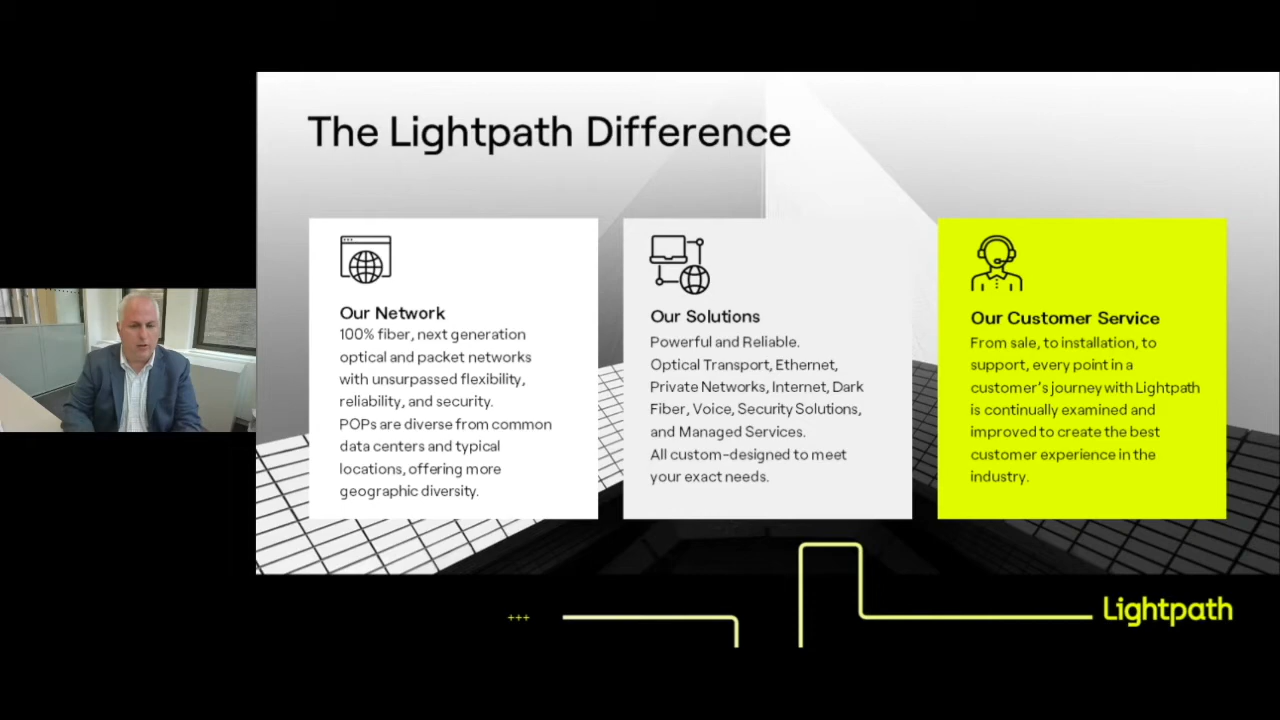 The Lightpath Difference
Our Network
100% fiber, next generation
optical and packet networks
with unsurpassed flexibility,
reliability, and security.
POPs are diverse from common
data centers and typical
locations, offering more
geographic diversity.
Our Solutions
Powerful and Reliable.
Optical Transport, Ethernet,
Private Networks, Internet, Dark
Fiber, Voice, Security Solutions,
and Managed Services.
All custom-designed to meet
your exact needs.
Our Customer Service
From sale, to installation, to
support, every point in a
customer's journey with Lightpath
is continually examined and
improved to create the best
customer experience in the
industry.
+++
Lightpath